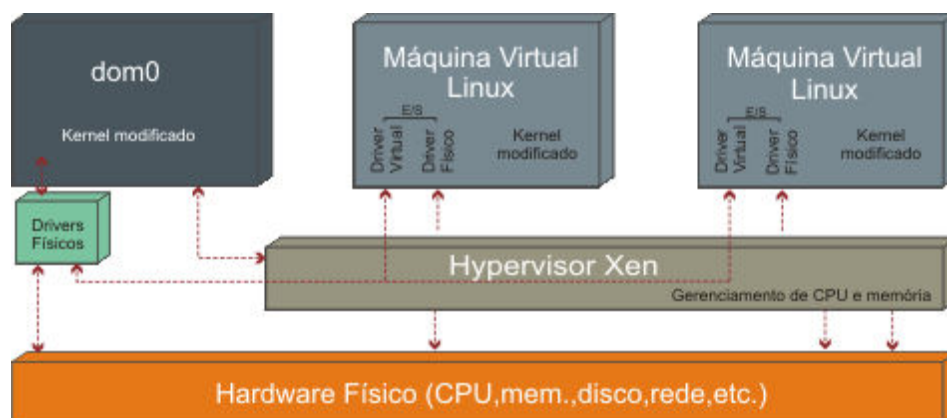 dom0
Kernel modificado
Drivers
Físicos
Máquina Virtual
Linux
E/S
Driver
Virtual
Driver
Físico
Kernel
modificado
Máquina Virtual
Linux
E/S
Driver
Virtual
Driver
Físico
Kernel
modificado
Hypervisor Xen
Gerenciamento de CPU e memória
Hardware Físico (CPU,mem.,disco,rede,etc.)